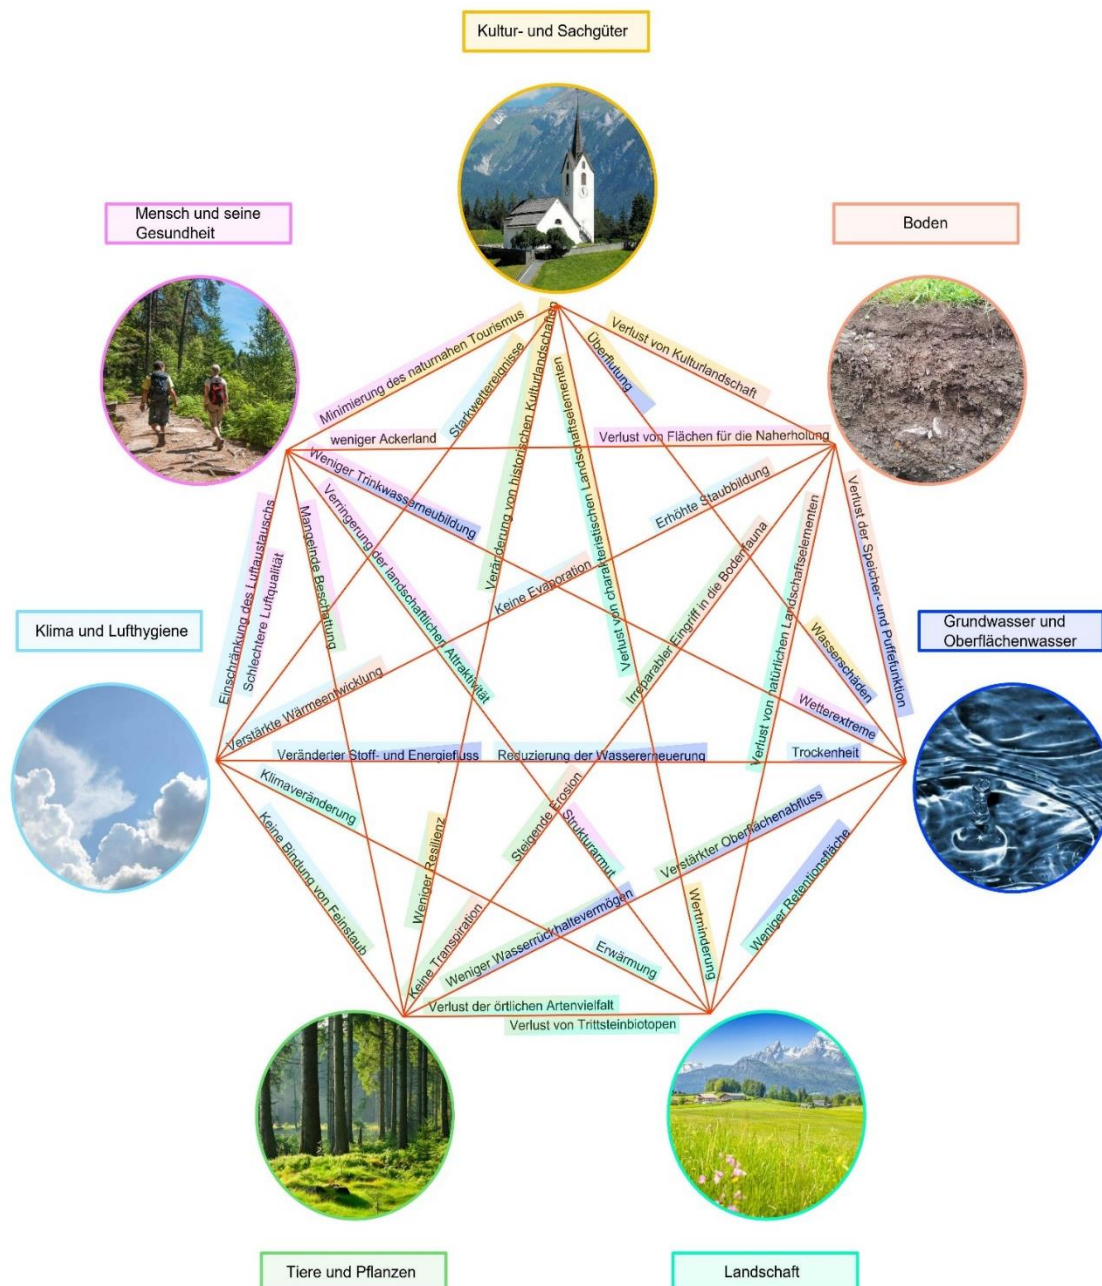 Kultur- und Sachgüter
Mensch und seine
Gesundheit
Boden
Minimierung des naturnahen Tourismus
Starkwetterereignisse
Veränderung von historischen Kulturlandschaften
Verlust von charakteristischen Landschaftselementen
Überflutung
Verlust von Kulturlandschaft
weniger Ackerland
Verlust von Flächen für die Naherholung
Weniger Trinkwasserneubildung
Verringerung der landschaftlichen Attraktivität
Mangelnde Beschattung
Einschränkung des Luftaustauschs
Schlechtere Luftqualität
Erhöhte Staubbildung
Keine Evaporation
Verstärkte Wärmeentwicklung
Irreparabler Eingriff in die Bodenfauna
Verlust von natürlichen Landschaftselementen
Verlust der Speicher- und Puffefunktion
Klima und Lufthygiene
Grundwasser und
Oberflächenwasser
Wasserschäden
Wetterextreme
Veränderter Stoff- und Energiefluss
Reduzierung der Wassererneuerung
Trockenheit
Klimaveränderung
Keine Bindung von Feinstaub
Weniger Resilienz
Steigende Erosion
Keine Transpiration
Strukturarmut
Verstärkter Oberflächenabfluss
Weniger Wasserrückhaltevermögen
Weniger Retentionsfläche
Wertminderung
Erwärmung
Verlust der örtlichen Artenvielfalt
Verlust von Trittsteinbiotopen
Tiere und Pflanzen
Landschaft